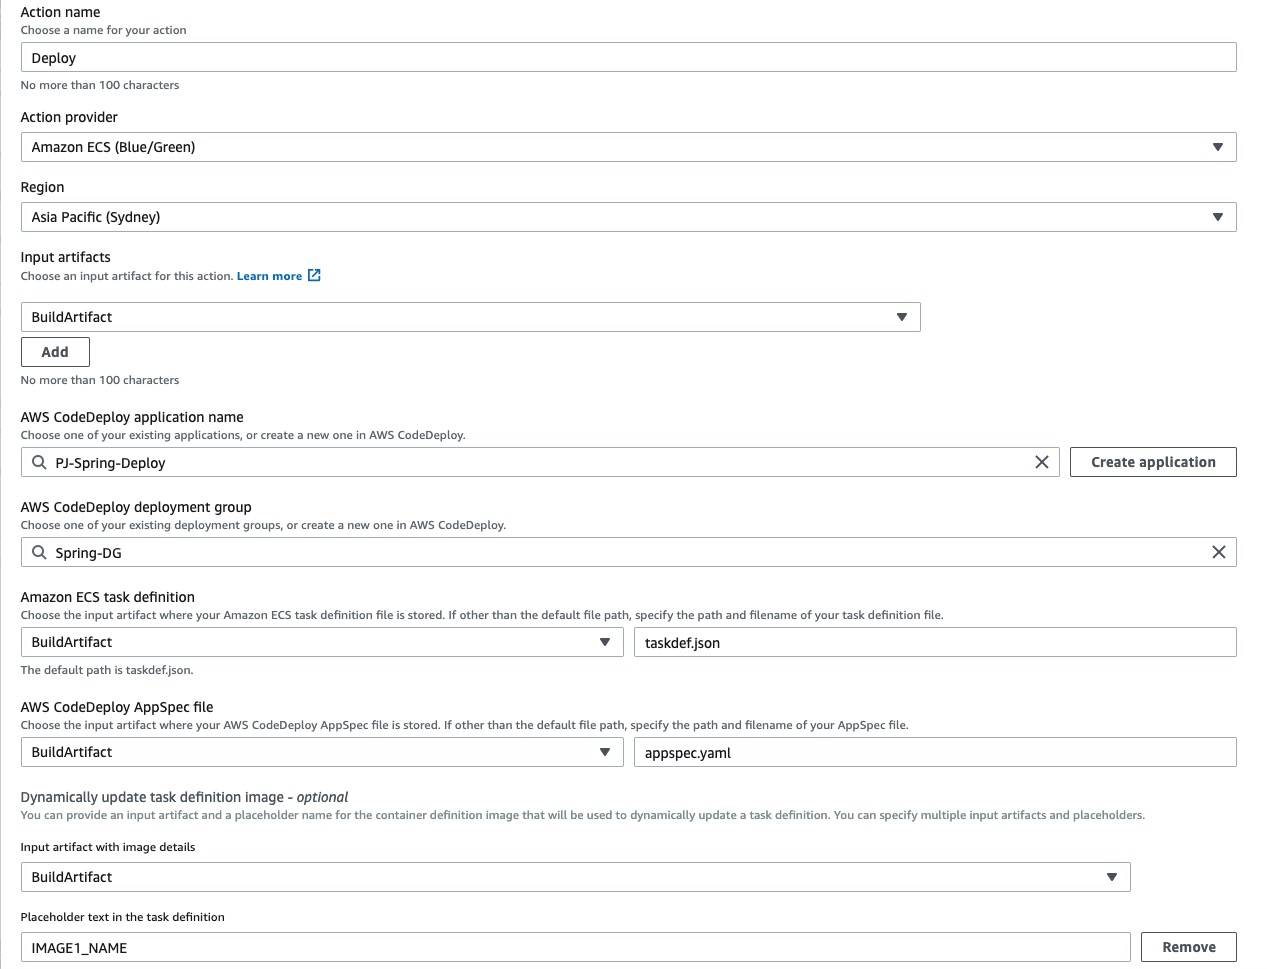 Action name
Choose a name for your action
Deploy
No more than 100 characters
Action provider
Amazon ECS (Blue/Green)
Region
Asia Pacific (Sydney)
Input artifacts
Choose an input artifact for this action. Learn more
BuildArtifact
Add
No more than 100 characters
AWS CodeDeploy application name
Choose one of your existing applications, or create a new one in AWS CodeDeploy.
PJ-Spring-Deploy
Create application
AWS CodeDeploy deployment group
Choose one of your existing deployment groups, or create a new one in AWS CodeDeploy.
Spring-DG
Amazon ECS task definition
Choose the input artifact where your Amazon ECS task definition file is stored. If other than the default file path, specify the path and filename of your task definition file.
BuildArtifact
taskdef.json
The default path is taskdef.json.
AWS CodeDeploy AppSpec file
Choose the input artifact where your AWS CodeDeploy AppSpec file is stored. If other than the default file path, specify the path and filename of your AppSpec file.
BuildArtifact
appspec.yaml
Dynamically update task definition image - optional
You can provide an input artifact and a placeholder name for the container definition image that will be used to dynamically update a task definition. You can specify multiple input artifacts and placeholders.
Input artifact with image details
BuildArtifact
Placeholder text in the task definition
IMAGE1_NAME
Remove